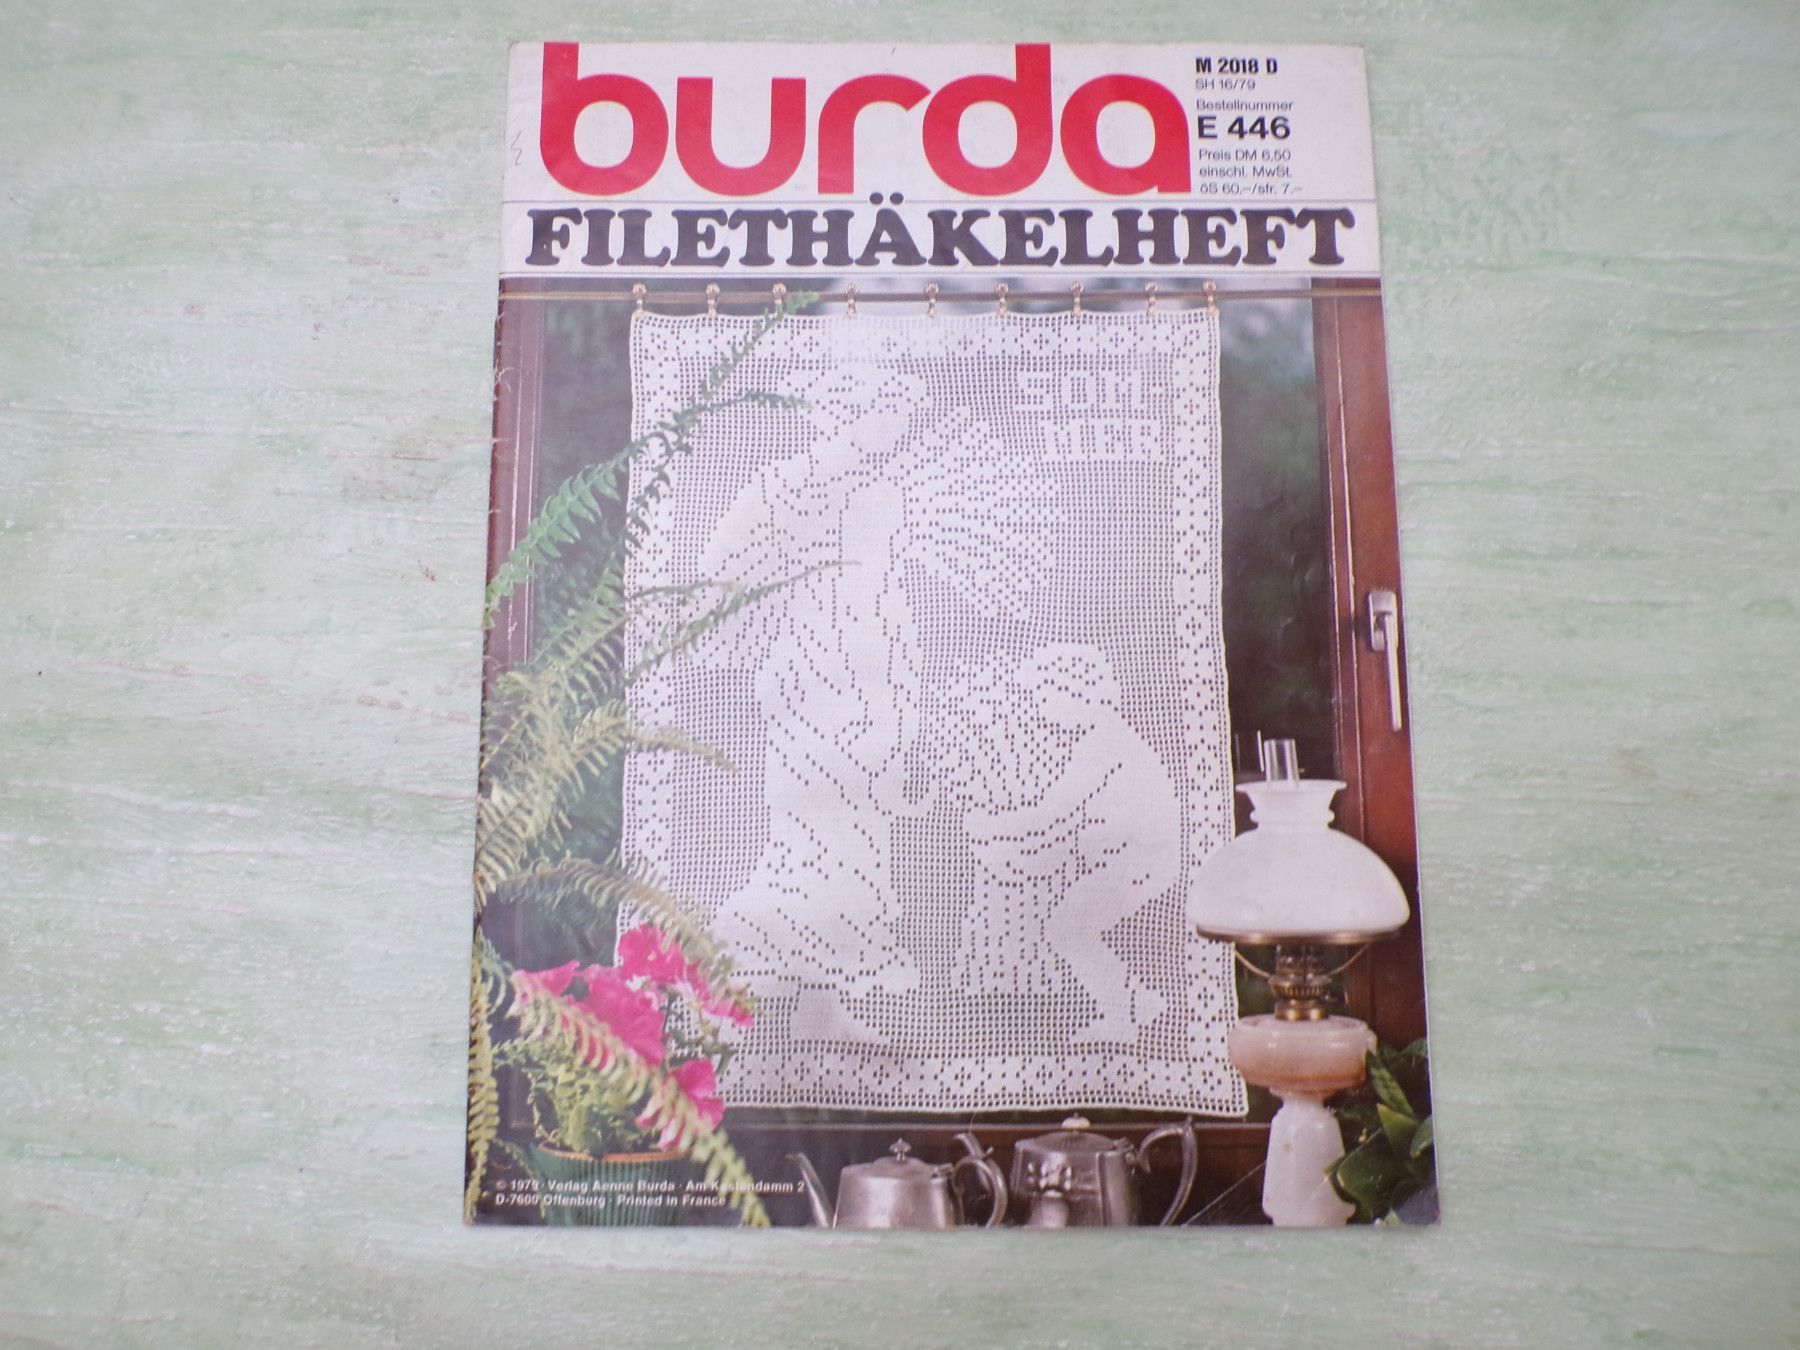 burda
M 2018 D
SH 16/79
Bestellnummer
E 446
Preis DM 6,50
einschl. MwSt.
öS 60.–/sfr. 7.–
FILETHÄKELHEFT
SOM-
MER
© 1979 · Verlag Aenne Burda · Am Kestendamm 2
D-7600 Offenburg · Printed in France